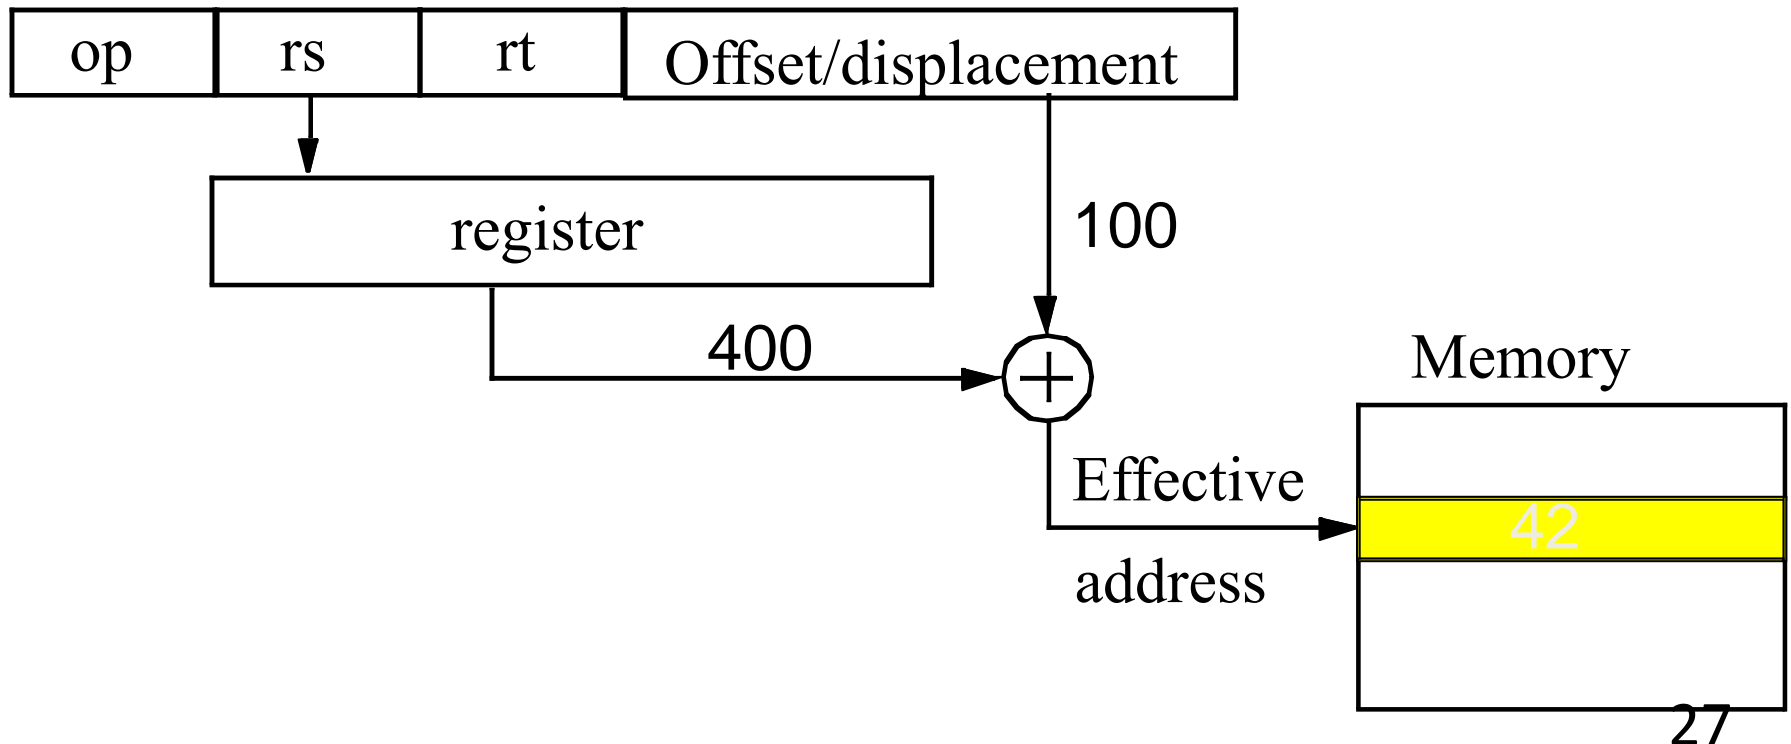 op rs rt Offset/displacement
register
100
400
Memory
Effective
42
address
27